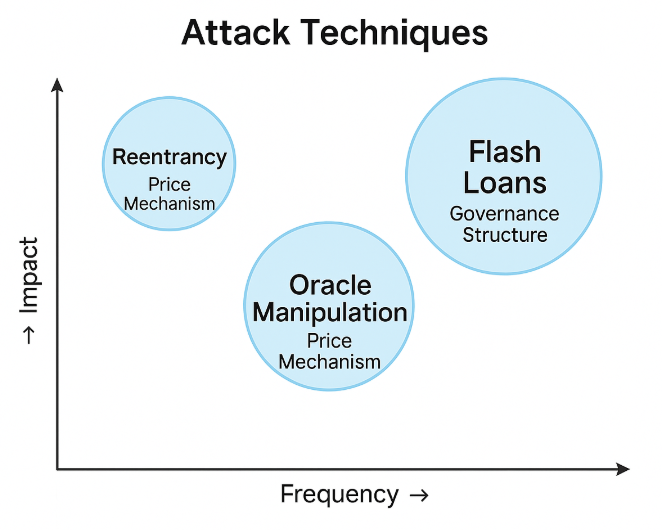 Attack Techniques
Reentrancy
Price
Mechanism
Flash
Loans
Governance
Structure
Oracle
Manipulation
Price
Mechanism
→ Impact
Frequency →